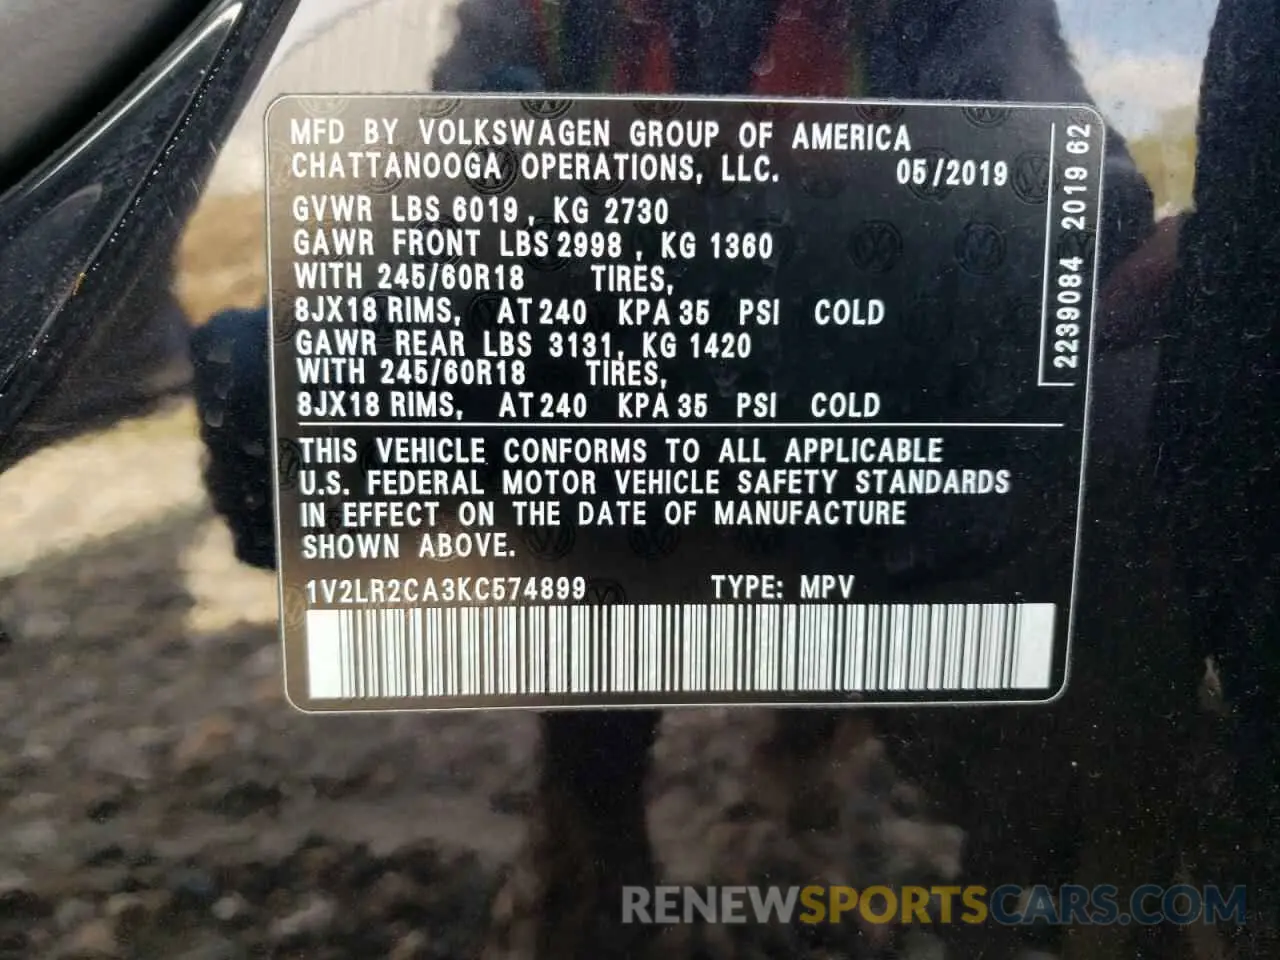 MFD BY VOLKSWAGEN GROUP OF AMERICA
CHATTANOOGA OPERATIONS, LLC. 05/2019
GVWR LBS 6019, KG 2730
GAWR FRONT LBS 2998, KG 1360
WITH 245/60R18 TIRES,
8JX18 RIMS, AT 240 KPA 35 PSI COLD
GAWR REAR LBS 3131, KG 1420
WITH 245/60R18 TIRES,
8JX18 RIMS, AT 240 KPA 35 PSI COLD
2239084 2019 62
THIS VEHICLE CONFORMS TO ALL APPLICABLE
U.S. FEDERAL MOTOR VEHICLE SAFETY STANDARDS
IN EFFECT ON THE DATE OF MANUFACTURE
SHOWN ABOVE.
1V2LR2CA3KC574899 TYPE: MPV
RENEWSPORTSCARS.COM